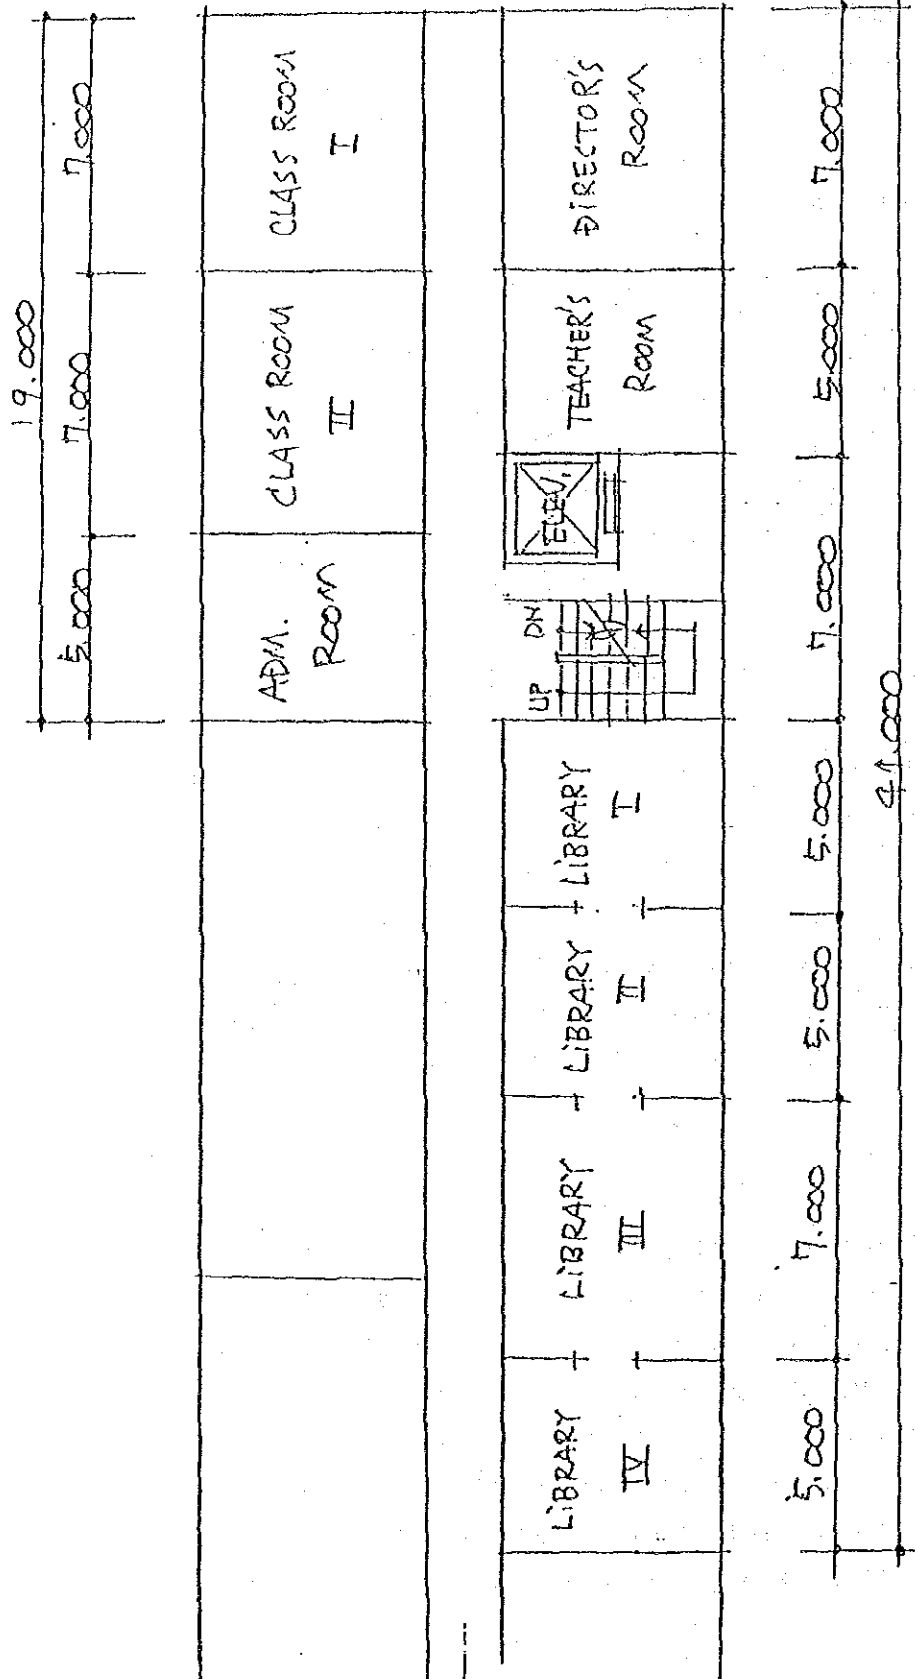 19.000
5.000
7.000
7.000
ADM.
ROOM
CLASS ROOM
II
CLASS ROOM
I
LIBRARY
IV
LIBRARY
III
LIBRARY
II
LIBRARY
I
UP
DN
ELEV.
TEACHER'S
ROOM
DIRECTOR'S
ROOM
5.000
7.000
5.000
5.000
7.000
5.000
7.000
41.000